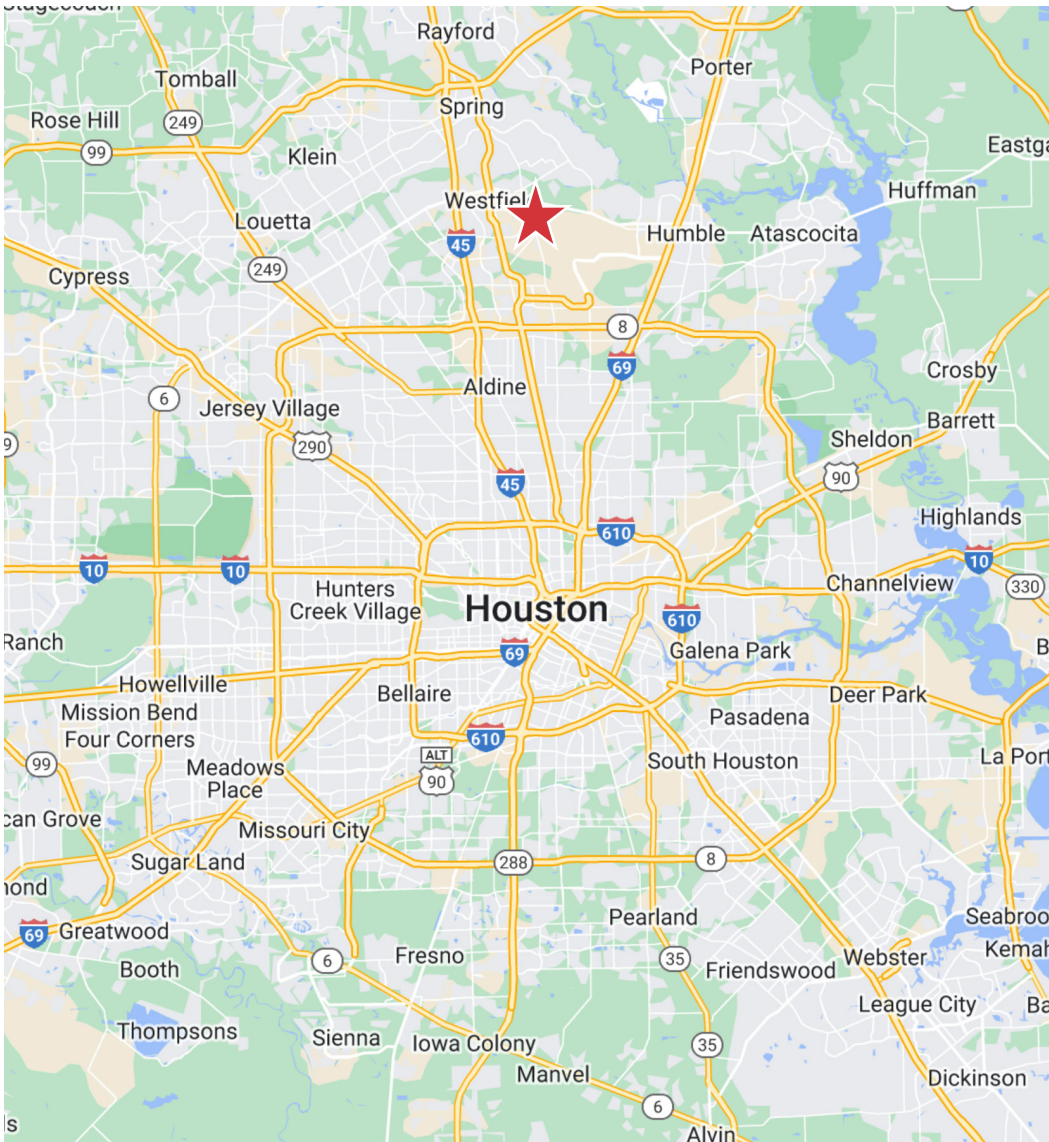 Stagecoach
Rayford
Porter
Tomball
Spring
Rose Hill
249
99
Klein
Eastga
Huffman
Westfiel
Louetta
Humble
Atascocita
45
249
Cypress
8
69
Crosby
Aldine
6
Jersey Village
Barrett
290
Sheldon
9
90
45
Highlands
610
10
10
10
Channelview
330
Hunters
Creek Village
Houston
610
Ranch
69
Galena Park
B
Howellville
Bellaire
Deer Park
Mission Bend
Pasadena
Four Corners
610
99
ALT
90
South Houston
La Port
Meadows
Place
can Grove
Missouri City
Sugar Land
288
8
mond
Pearland
Seabroo
69
Greatwood
Fresno
6
35
Webster
Kemah
Booth
Friendswood
League City
Ba
Thompsons
Sienna
Iowa Colony
35
Manvel
Dickinson
6
ls
Alvin